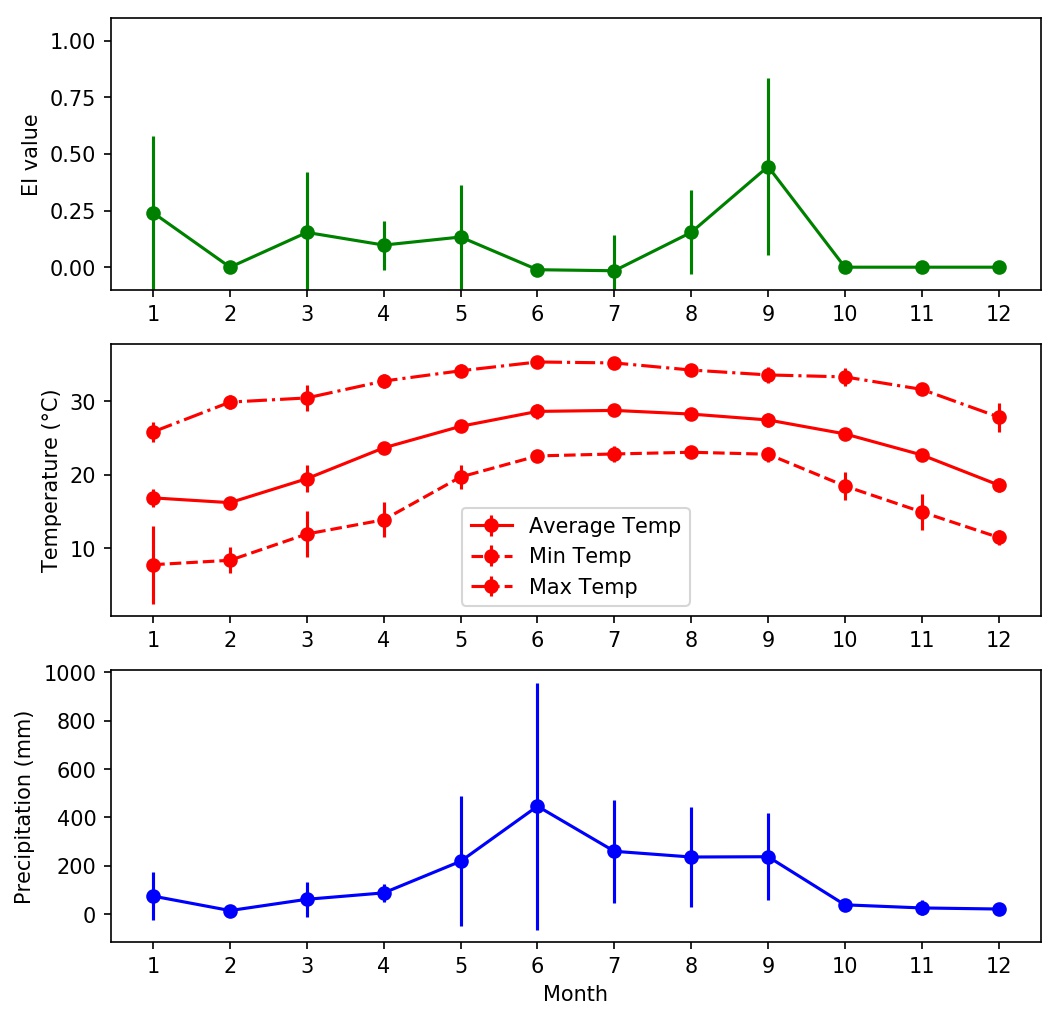 EI value
1.00
0.75
0.50
0.25
0.00
1 2 3 4 5 6 7 8 9 10 11 12
Temperature (°C)
30
20
10
Average Temp
Min Temp
Max Temp
1 2 3 4 5 6 7 8 9 10 11 12
Precipitation (mm)
1000
800
600
400
200
0
1 2 3 4 5 6 7 8 9 10 11 12
Month